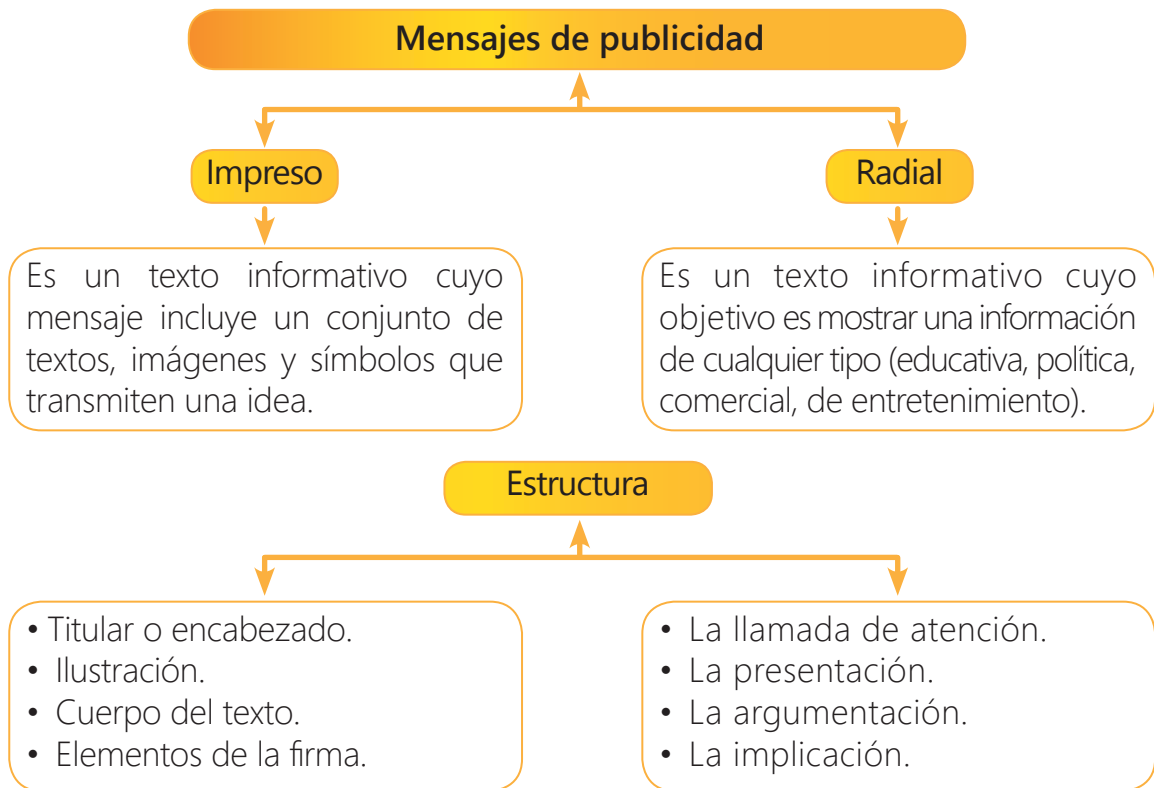 Mensajes de publicidad
Impreso
Es un texto informativo cuyo
mensaje incluye un conjunto de
textos, imágenes y símbolos que
transmiten una idea.
Radial
Es un texto informativo cuyo
objetivo es mostrar una información
de cualquier tipo (educativa, política,
comercial, de entretenimiento).
Estructura
• Titular o encabezado.
• Ilustración.
• Cuerpo del texto.
• Elementos de la firma.
• La llamada de atención.
• La presentación.
• La argumentación.
• La implicación.